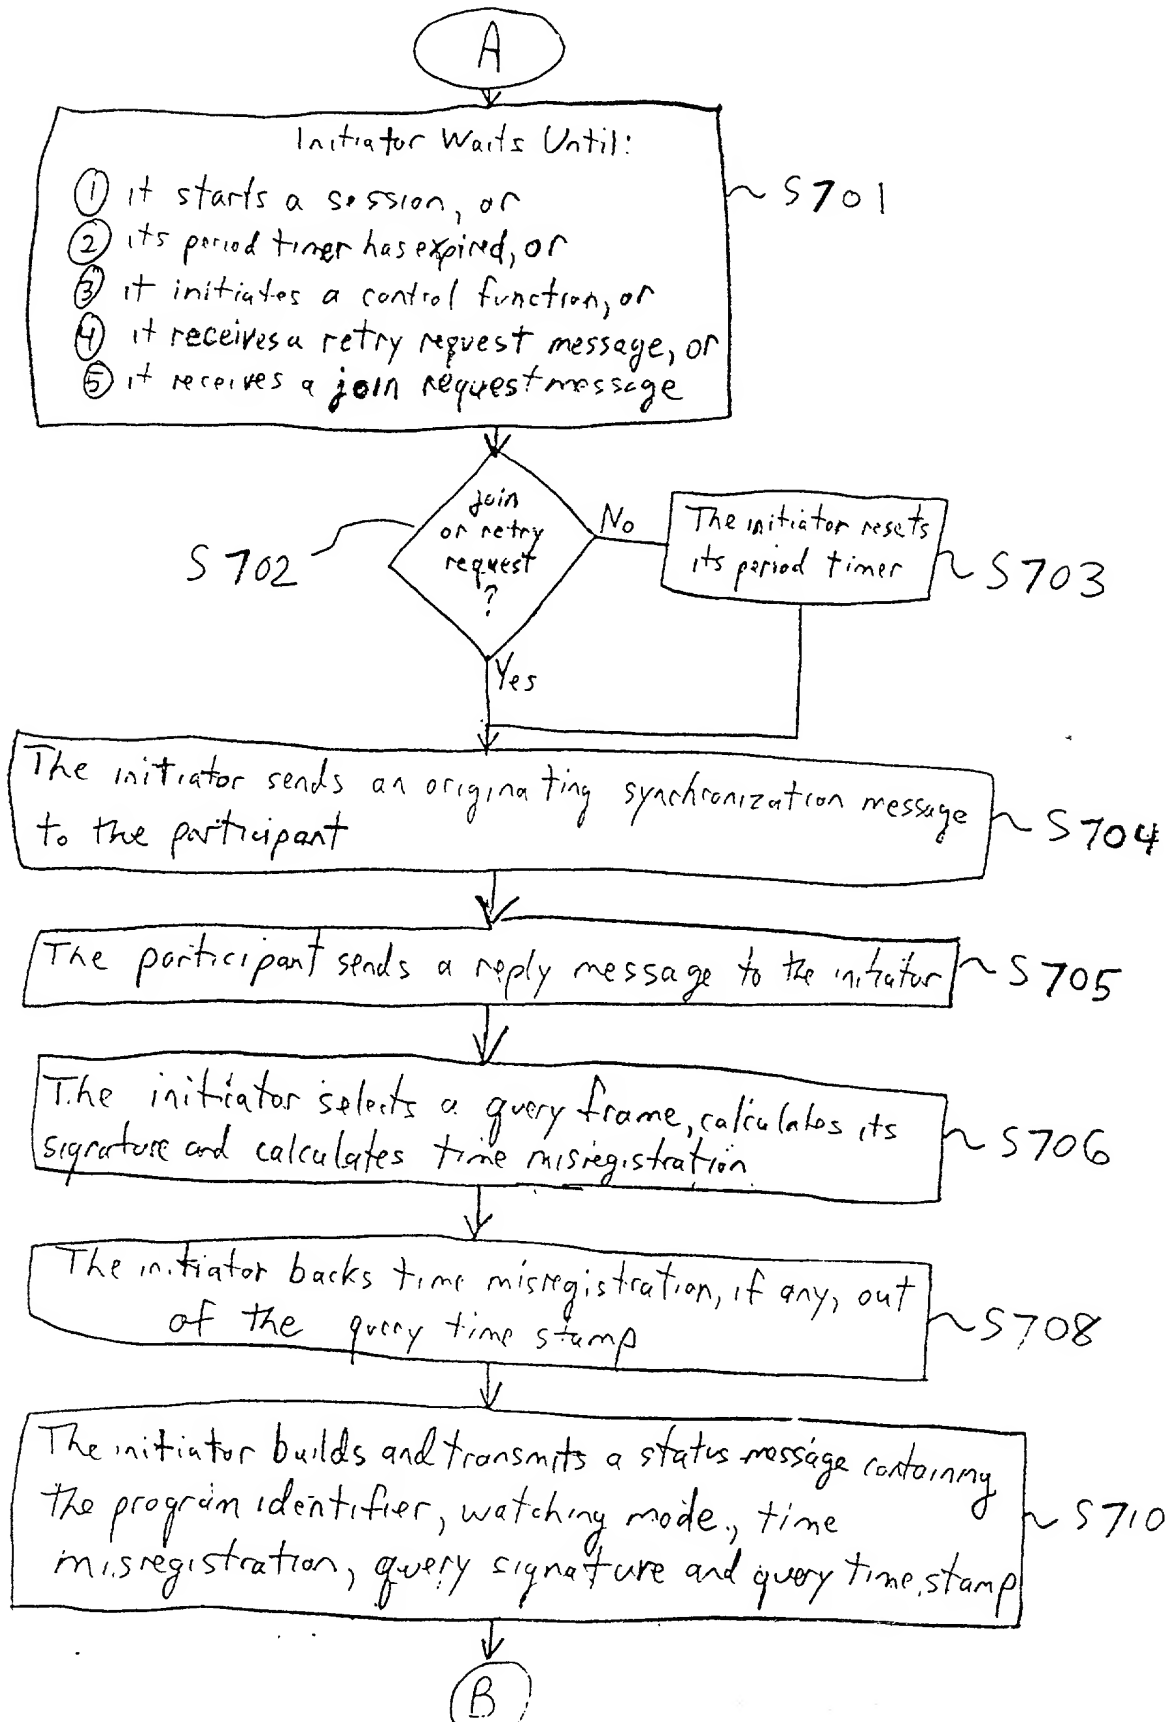 A
Initiator Waits Until:
① it starts a session, or
② its period timer has expired, or
③ it initiates a control function, or
④ it receives a retry request message, or
⑤ it receives a join request message
S701
join
or retry
request
?
S702
No
The initiator resets
its period timer
S703
Yes
The initiator sends an originating synchronization message
to the participant
S704
The participant sends a reply message to the initiator
S705
The initiator selects a query frame, calculates its
signature and calculates time misregistration
S706
The initiator backs time misregistration, if any, out
of the query time stamp
S708
The initiator builds and transmits a status message containing
the program identifier, watching mode, time
misregistration, query signature and query time stamp
S710
B